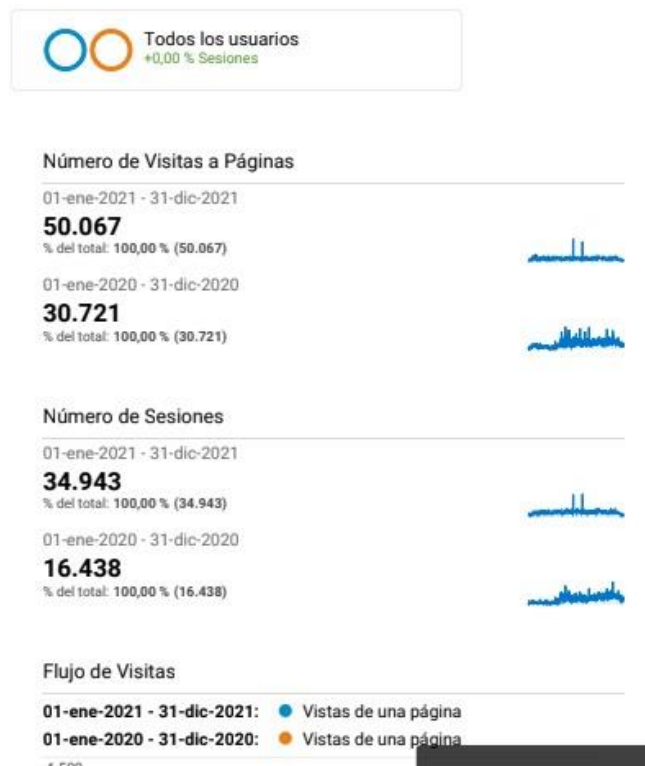 Todos los usuarios
+0,00 % Sesiones
Número de Visitas a Páginas
01-ene-2021 - 31-dic-2021
50.067
% del total: 100,00 % (50.067)
01-ene-2020 - 31-dic-2020
30.721
% del total: 100,00 % (30.721)
Número de Sesiones
01-ene-2021 - 31-dic-2021
34.943
% del total: 100,00 % (34.943)
01-ene-2020 - 31-dic-2020
16.438
% del total: 100,00 % (16.438)
Flujo de Visitas
01-ene-2021 - 31-dic-2021: Vistas de una página
01-ene-2020 - 31-dic-2020: Vistas de una página